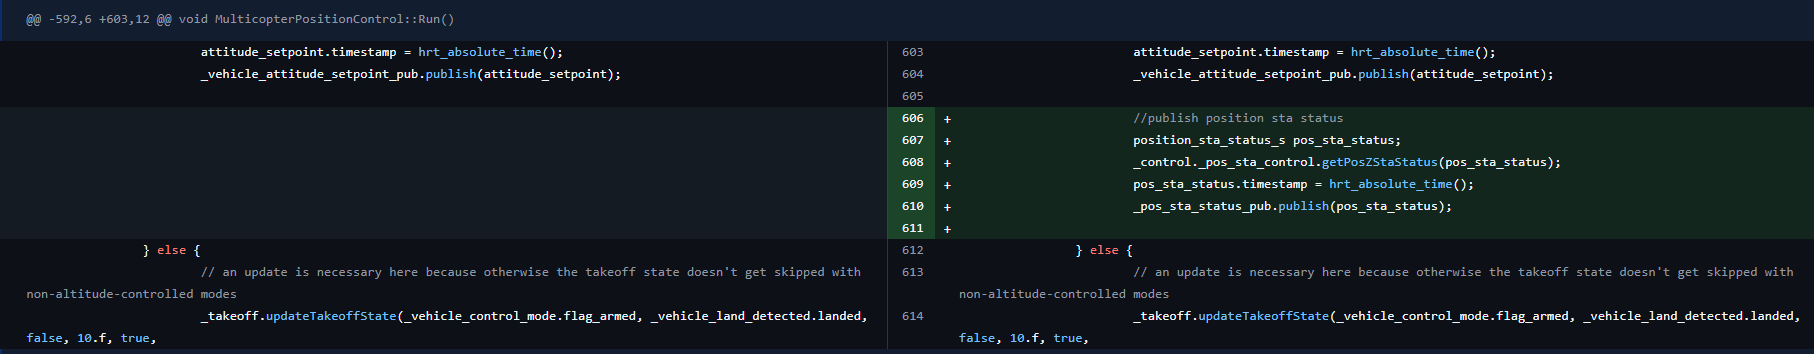 @@ -592,6 +603,12 @@ void MulticopterPositionControl::Run()
attitude_setpoint.timestamp = hrt_absolute_time();
_vehicle_attitude_setpoint_pub.publish(attitude_setpoint);
} else {
// an update is necessary here because otherwise the takeoff state doesn't get skipped with
non-altitude-controlled modes
_takeoff.updateTakeoffState(_vehicle_control_mode.flag_armed, _vehicle_land_detected.landed,
false, 10.f, true,
603 attitude_setpoint.timestamp = hrt_absolute_time();
604 _vehicle_attitude_setpoint_pub.publish(attitude_setpoint);
605
606 + //publish position sta status
607 + position_sta_status_s pos_sta_status;
608 + _control._pos_sta_control.getPosZStaStatus(pos_sta_status);
609 + pos_sta_status.timestamp = hrt_absolute_time();
610 + _pos_sta_status_pub.publish(pos_sta_status);
611 +
612 } else {
613 // an update is necessary here because otherwise the takeoff state doesn't get skipped with
non-altitude-controlled modes
614 _takeoff.updateTakeoffState(_vehicle_control_mode.flag_armed, _vehicle_land_detected.landed,
false, 10.f, true,